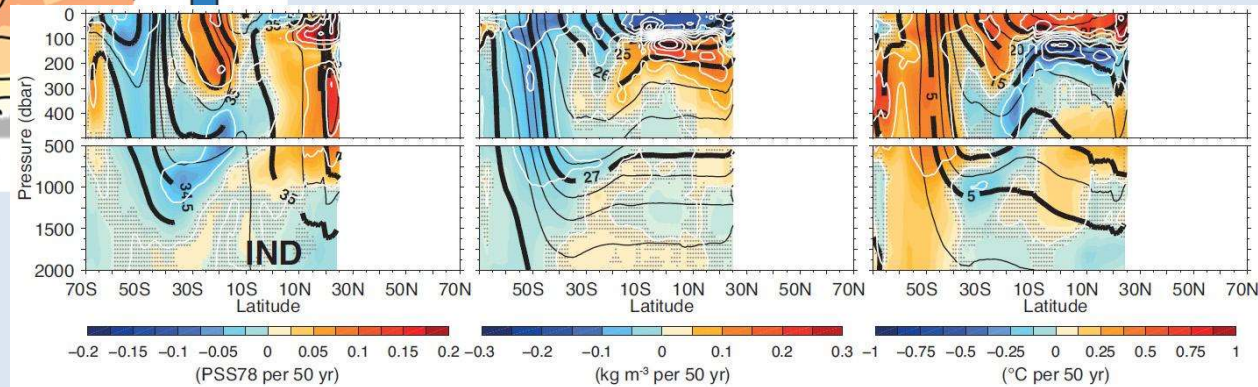 Pressure (dbar)
0
100
200
300
400
500
1000
1500
2000
35
34.5
35
IND
25
26
27
20
15
5
5
70S 50S 30S 10S 10N 30N 50N 70N
70S 50S 30S 10S 10N 30N 50N 70N
70S 50S 30S 10S 10N 30N 50N 70N
Latitude
Latitude
Latitude
−0.2 −0.15 −0.1 −0.05 0 0.05 0.1 0.15 0.2
(PSS78 per 50 yr)
−0.3 −0.2 −0.1 0 0.1 0.2 0.3
(kg m⁻³ per 50 yr)
−1 −0.75 −0.5 −0.25 0 0.25 0.5 0.75 1
(°C per 50 yr)